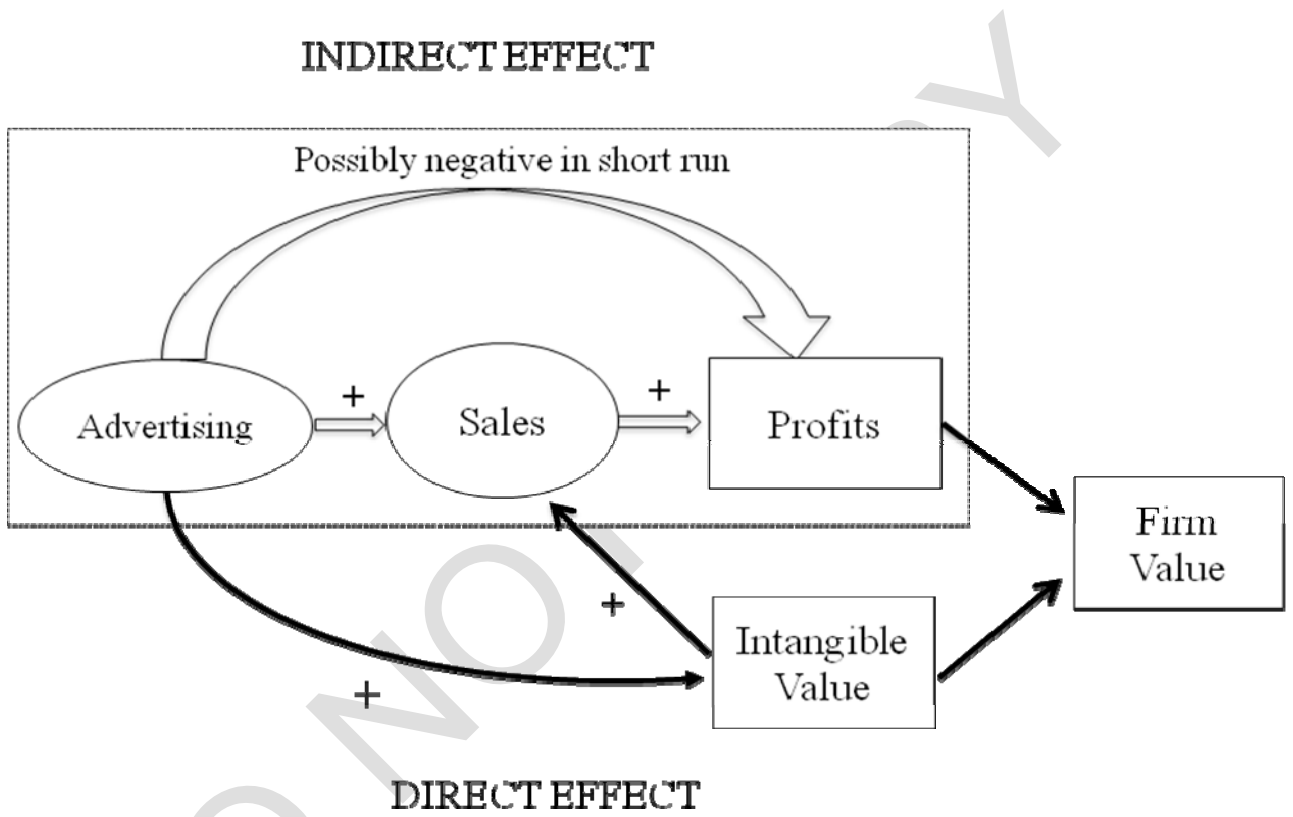 INDIRECT EFFECT
Possibly negative in short run
+
+
Advertising
Sales
Profits
Firm
Value
+
Intangible
Value
+
DIRECT EFFECT